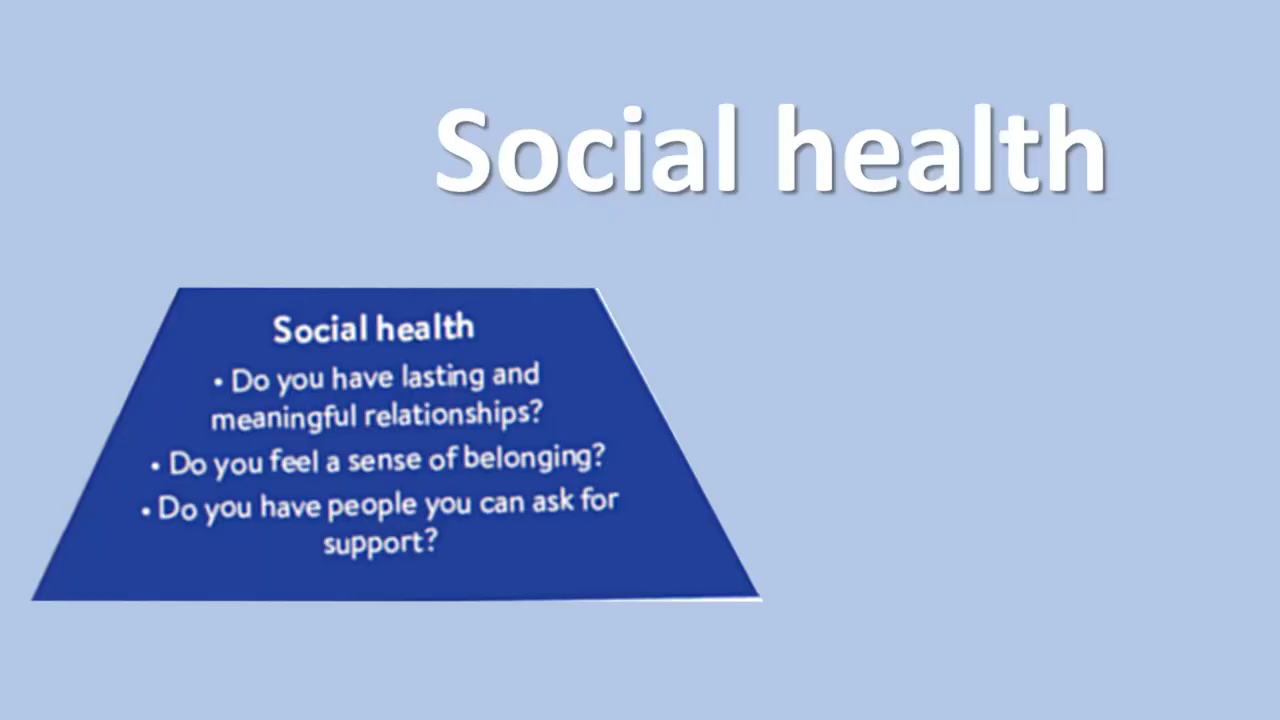 Social health
Social health
• Do you have lasting and
meaningful relationships?
• Do you feel a sense of belonging?
• Do you have people you can ask for
support?